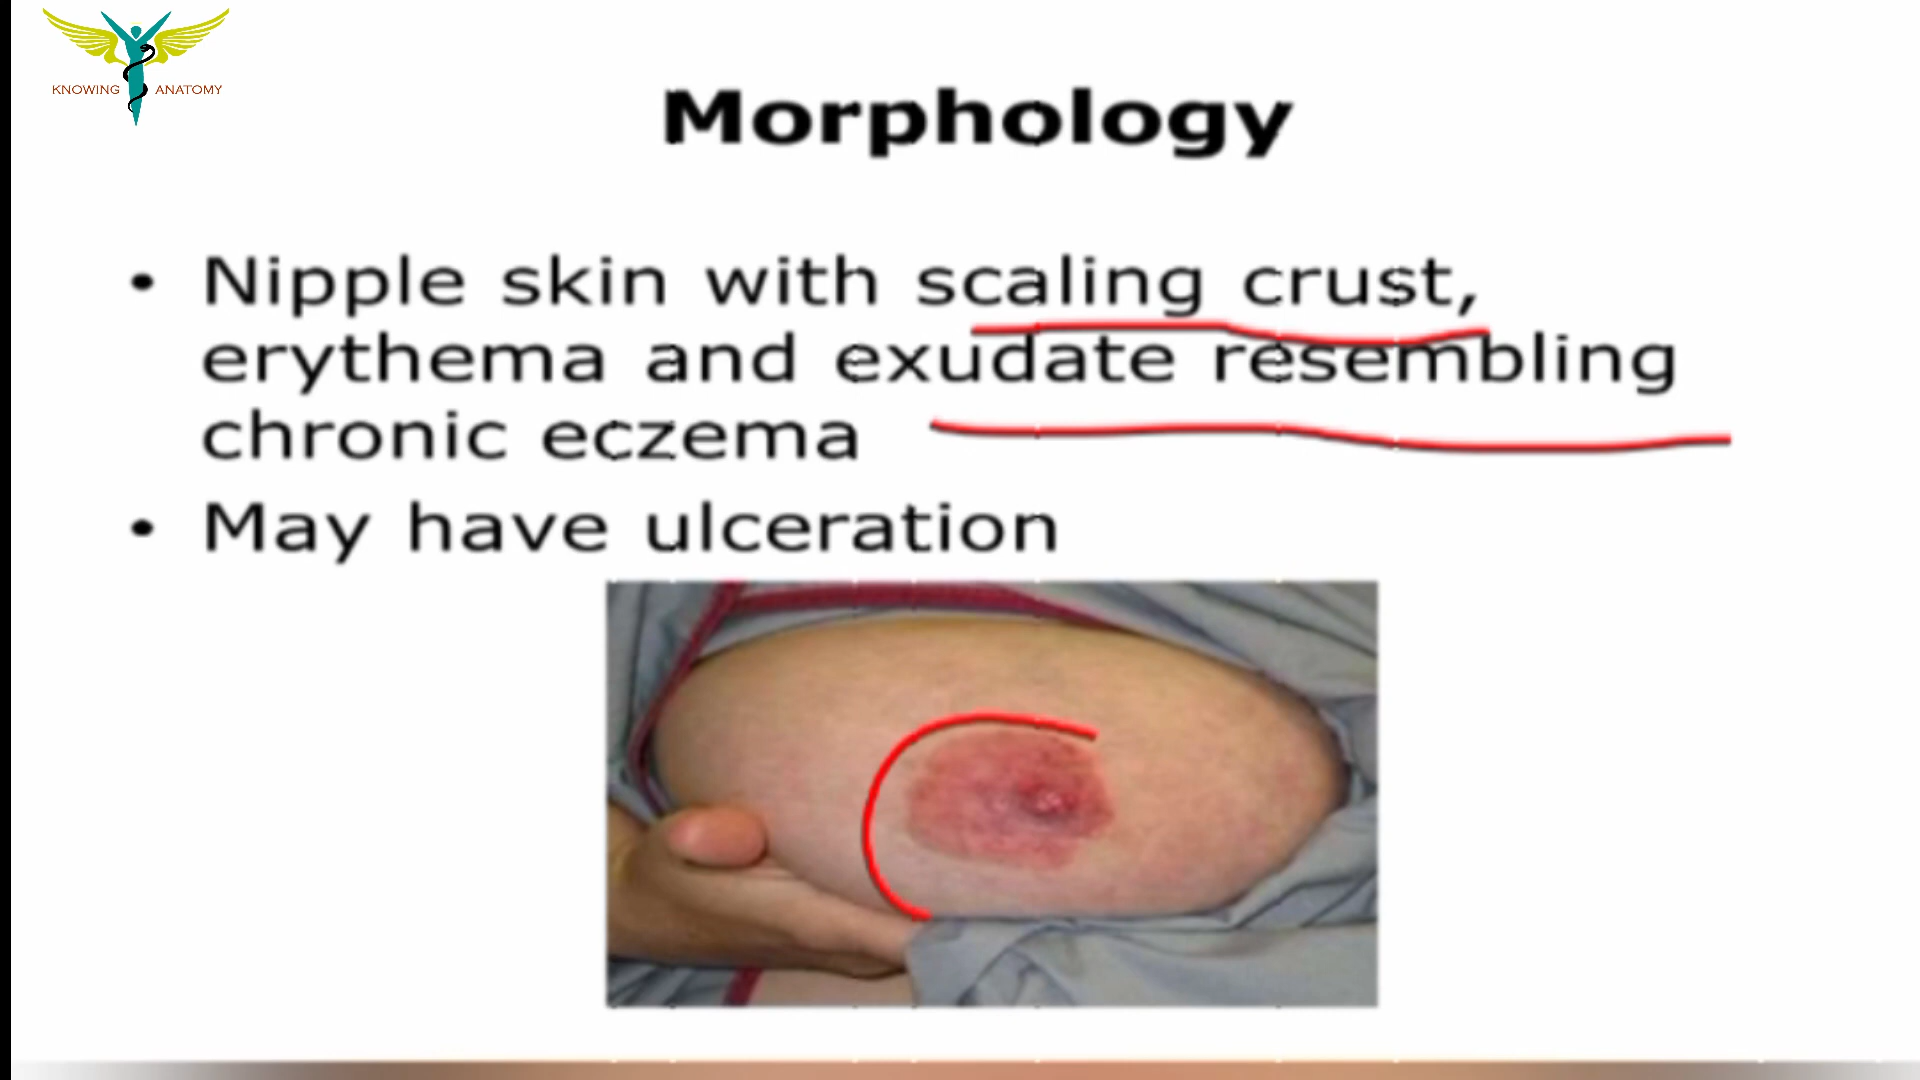 KNOWING ANATOMY
Morphology
• Nipple skin with scaling crust,
erythema and exudate resembling
chronic eczema
• May have ulceration